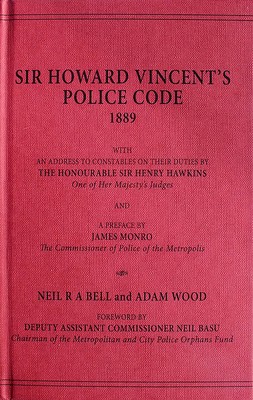 SIR HOWARD VINCENT'S
POLICE CODE
1889
WITH
AN ADDRESS TO CONSTABLES ON THEIR DUTIES BY
THE HONOURABLE SIR HENRY HAWKINS
One of Her Majesty's Judges
AND
A PREFACE BY
JAMES MONRO
The Commissioner of Police of the Metropolis
NEIL R A BELL and ADAM WOOD
FOREWORD BY
DEPUTY ASSISTANT COMMISSIONER NEIL BASU
Chairman of the Metropolitan and City Police Orphans Fund